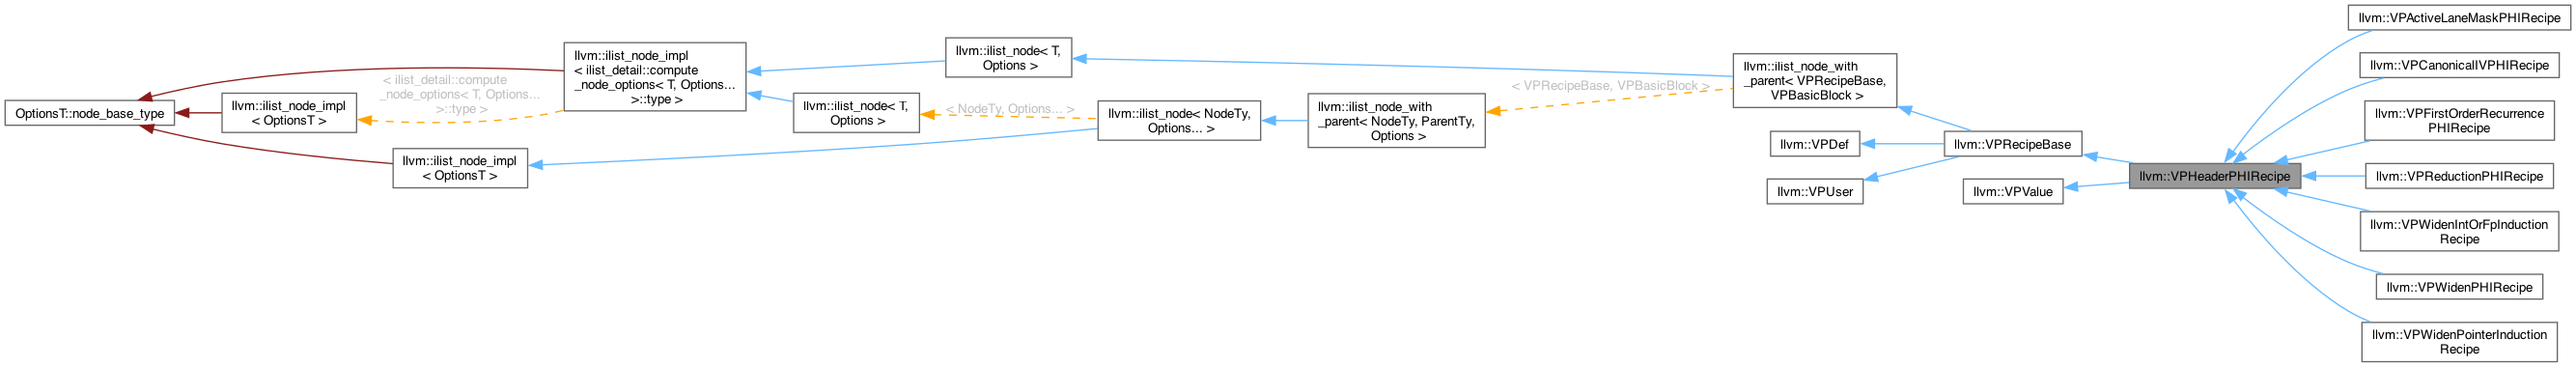 OptionsT::node_base_type
llvm::ilist_node_impl
< OptionsT >
< ilist_detail::compute
_node_options< T, Options...
>::type >
llvm::ilist_node_impl
< OptionsT >
llvm::ilist_node_impl
< ilist_detail::compute
_node_options< T, Options...
>::type >
llvm::ilist_node< T,
Options >
llvm::ilist_node< T,
Options >
< NodeTy, Options... >
llvm::ilist_node< NodeTy,
Options... >
llvm::ilist_node_with
_parent< NodeTy, ParentTy,
Options >
< VPRecipeBase, VPBasicBlock >
llvm::ilist_node_with
_parent< VPRecipeBase,
VPBasicBlock >
llvm::VPDef
llvm::VPUser
llvm::VPRecipeBase
llvm::VPValue
llvm::VPHeaderPHIRecipe
llvm::VPActiveLaneMaskPHIRecipe
llvm::VPCanonicalIVPHIRecipe
llvm::VPFirstOrderRecurrence
PHIRecipe
llvm::VPReductionPHIRecipe
llvm::VPWidenIntOrFpInduction
Recipe
llvm::VPWidenPHIRecipe
llvm::VPWidenPointerInduction
Recipe